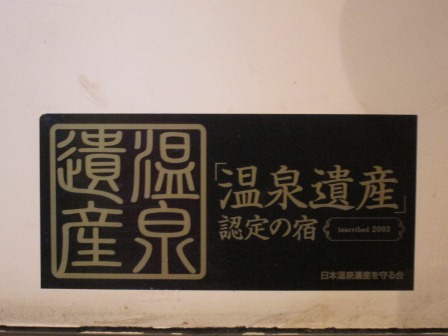 温泉
遺産
「温泉遺産」
認定の宿
inscribed 2003
日本温泉遺産を守る会